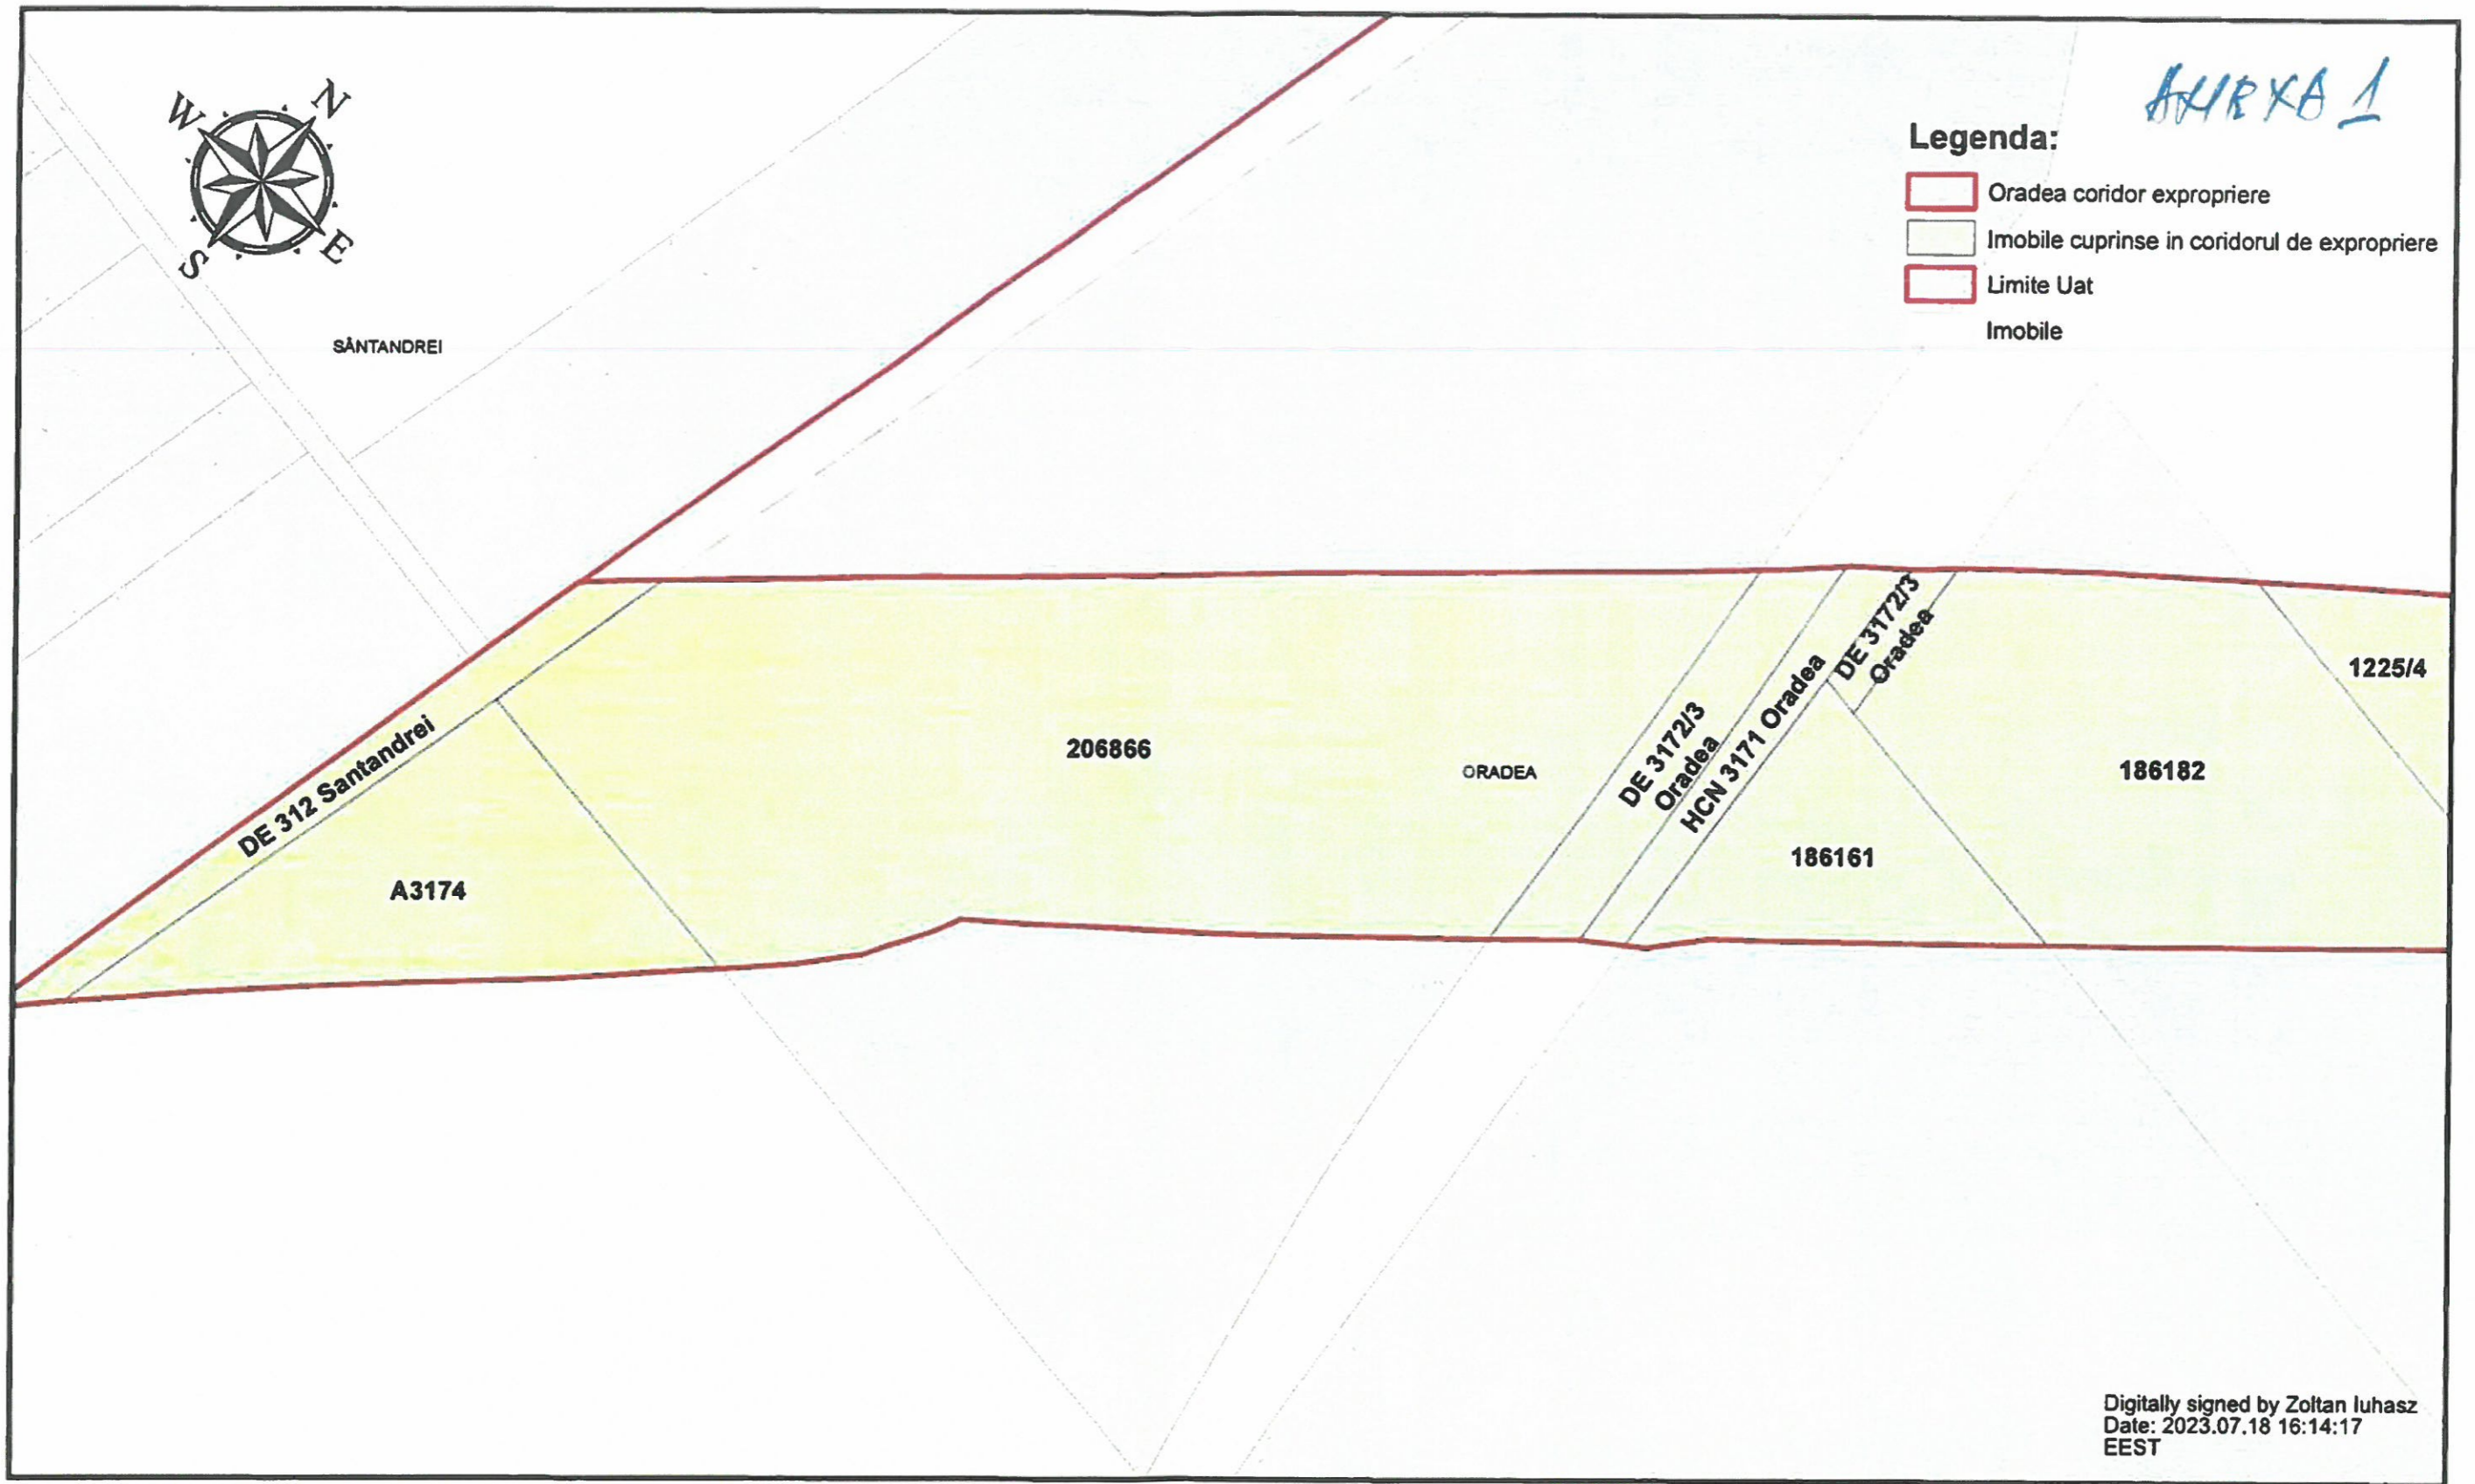 ANEXA 1
W
N
S
E
Legenda:
Oradea coridor expropriere
Imobile cuprinse in coridorul de expropriere
Limite Uat
Imobile
SÂNTANDREI
DE 312 Santandrei
A3174
206866
ORADEA
DE 3172/3
Oradea
HCN 3171 Oradea
DE 3172/3
Oradea
186161
186182
1225/4
Digitally signed by Zoltan Iuhasz
Date: 2023.07.18 16:14:17
EEST